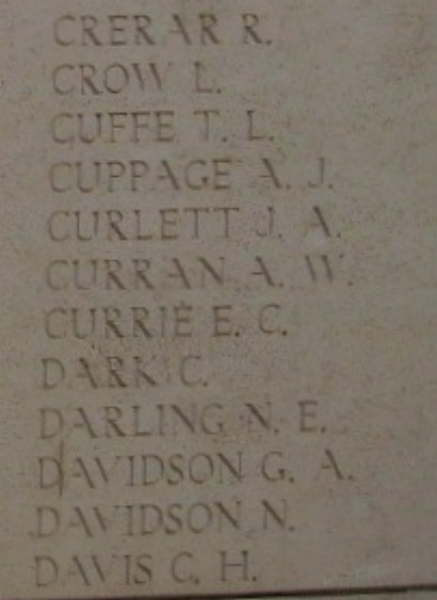 CRERAR R.
CROW L.
CUFFE T. L.
CUPPAGE A. J.
CURLETT J. A.
CURRAN A. W.
CURRIE E. C.
DARK C.
DARLING N. E.
DAVIDSON G. A.
DAVIDSON N.
DAVIS C. H.